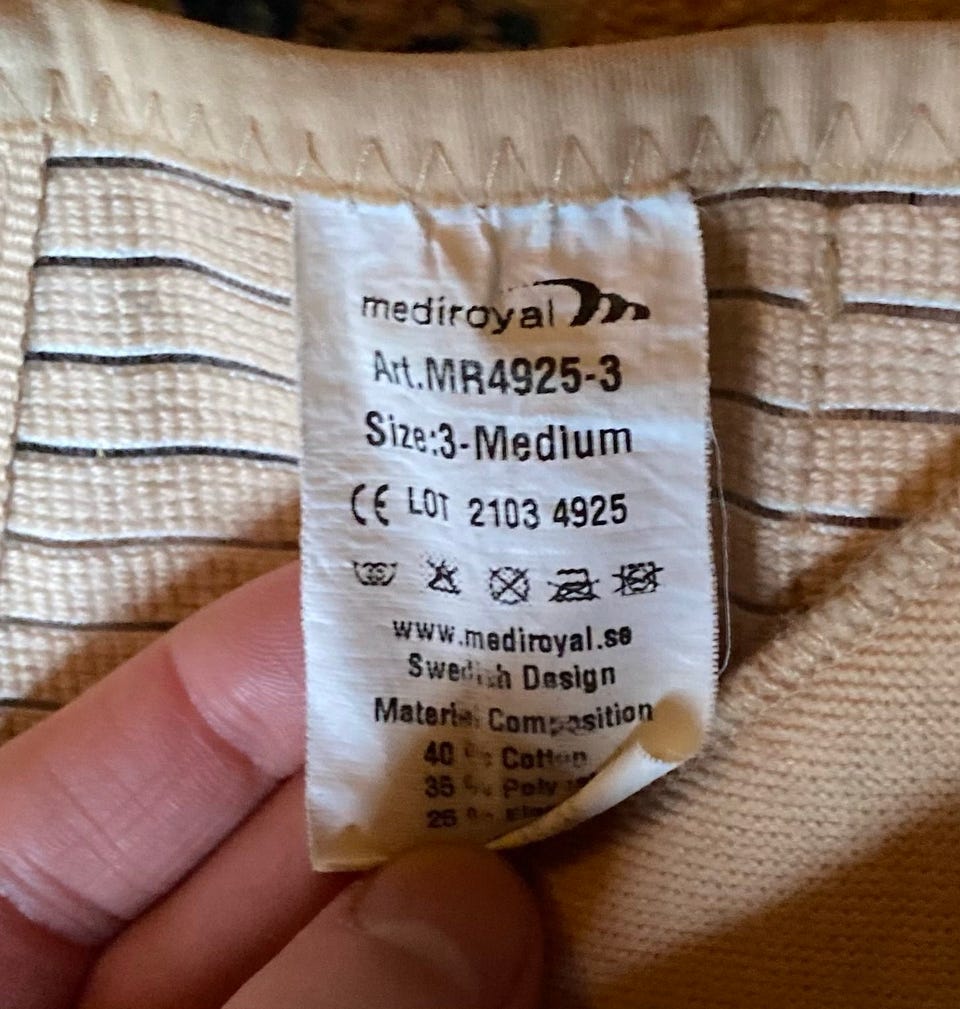 mediroyal
Art.MR4925-3
Size:3-Medium
CE LOT 2103 4925
www.mediroyal.se
Swedish Design
Material Composition
40 % Cotton
35 %
25 %